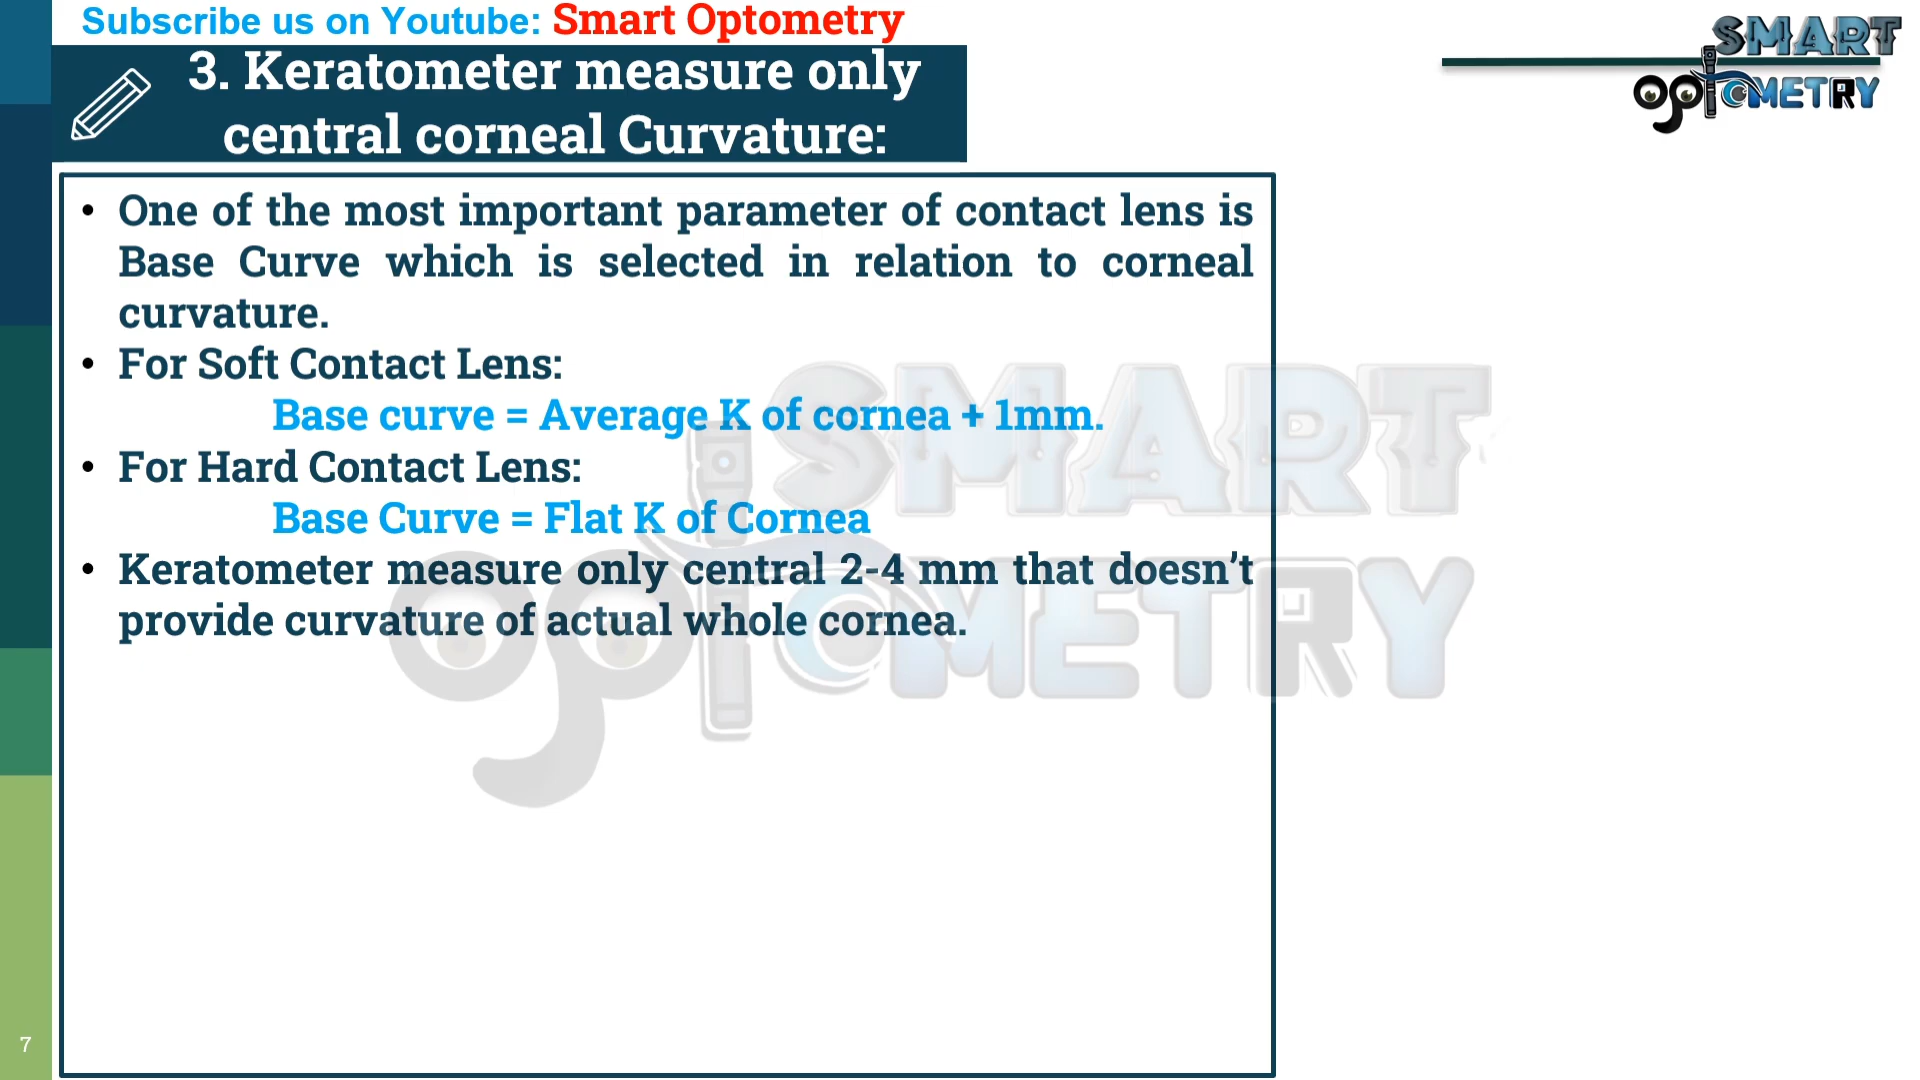 Subscribe us on Youtube: Smart Optometry
SMART
OPTOMETRY
3. Keratometer measure only
central corneal Curvature:
• One of the most important parameter of contact lens is
Base Curve which is selected in relation to corneal
curvature.
• For Soft Contact Lens:
Base curve = Average K of cornea + 1mm.
• For Hard Contact Lens:
Base Curve = Flat K of Cornea
• Keratometer measure only central 2-4 mm that doesn’t
provide curvature of actual whole cornea.
SMART
OPTOMETRY
7